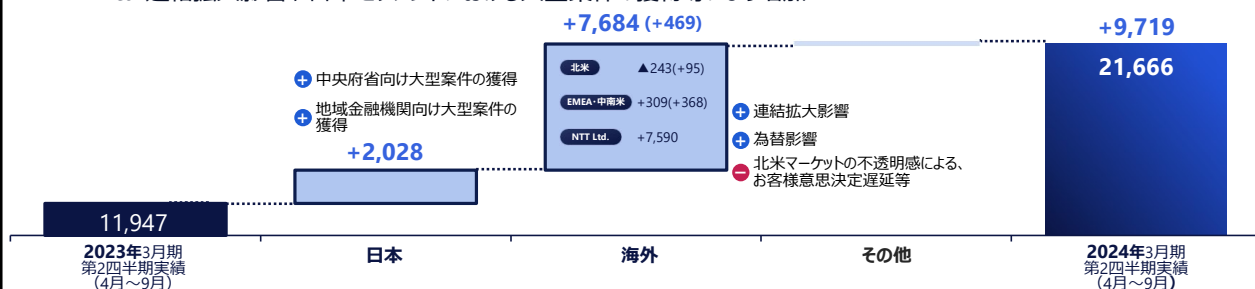 +7,684 (+469)
+9,719
21,666
北米 ▲243(+95)
EMEA・中南米 +309(+368)
NTT Ltd. +7,590
中央府省向け大型案件の獲得
地域金融機関向け大型案件の
獲得
+2,028
連結拡大影響
為替影響
北米マーケットの不透明感による、
お客様意思決定遅延等
11,947
2023年3月期
第2四半期実績
(4月～9月)
日本
海外
その他
2024年3月期
第2四半期実績
(4月～9月)